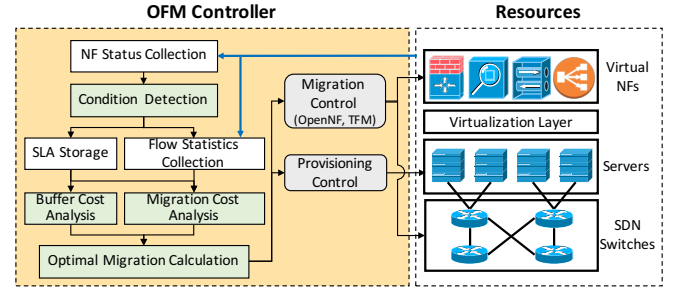 OFM Controller
Resources
NF Status Collection
Condition Detection
SLA Storage
Flow Statistics
Collection
Buffer Cost
Analysis
Migration Cost
Analysis
Optimal Migration Calculation
Migration
Control
(OpenNF, TFM)
Provisioning
Control
Virtual
NFs
Virtualization Layer
Servers
SDN
Switches